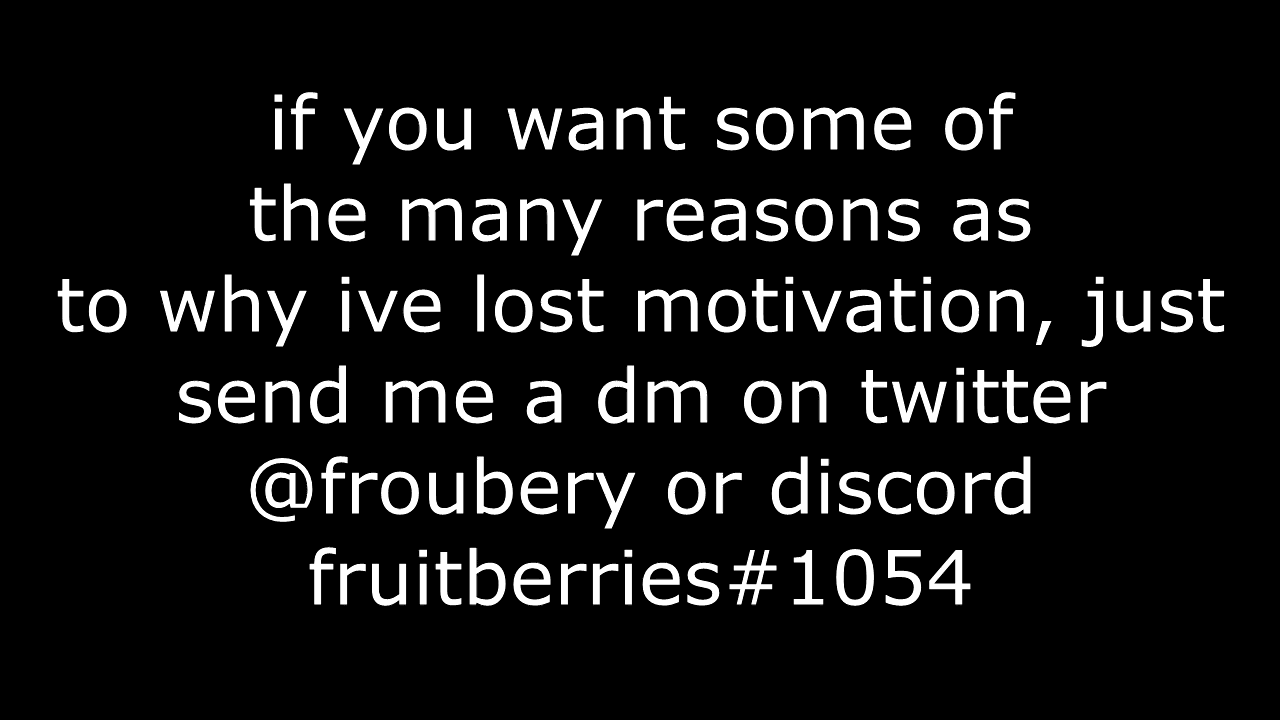 if you want some of
the many reasons as
to why ive lost motivation, just
send me a dm on twitter
@froubery or discord
fruitberries#1054